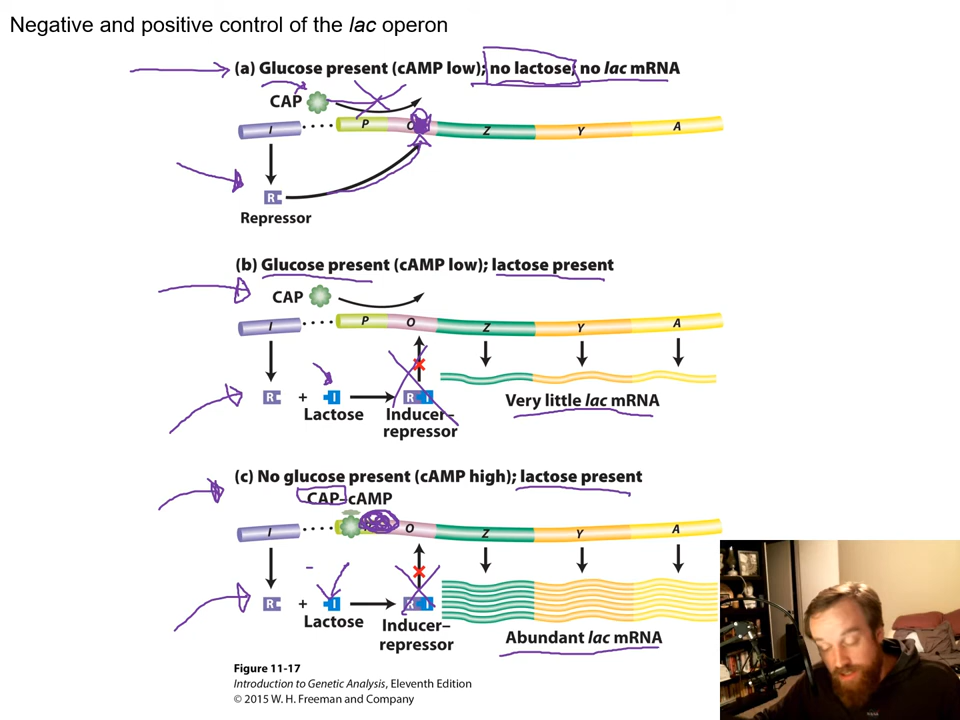 Negative and positive control of the lac operon
(a) Glucose present (cAMP low); no lactose; no lac mRNA
CAP
I P O Z Y A
R
Repressor
(b) Glucose present (cAMP low); lactose present
CAP
I P O Z Y A
R + I R I
Lactose Inducer–
repressor
Very little lac mRNA
(c) No glucose present (cAMP high); lactose present
CAP–cAMP
I O Z Y A
R + I R I
Lactose Inducer–
repressor
Abundant lac mRNA
Figure 11-17
Introduction to Genetic Analysis, Eleventh Edition
© 2015 W. H. Freeman and Company